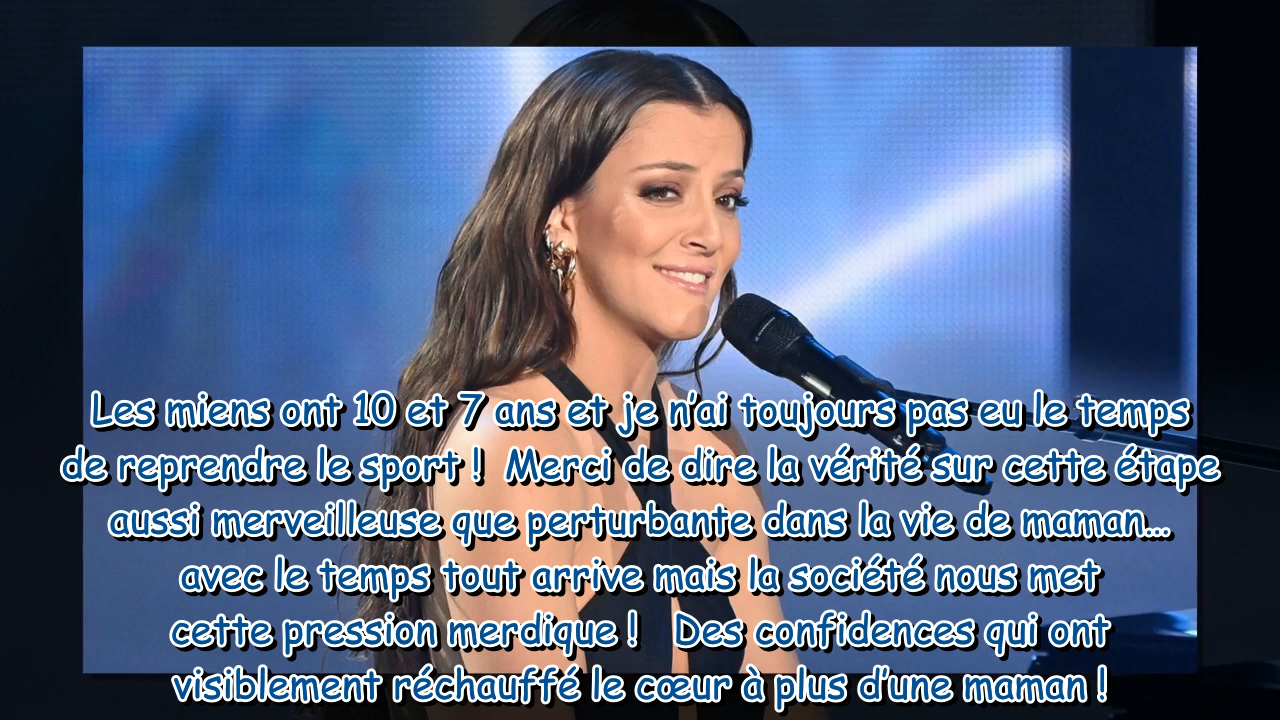 Les miens ont 10 et 7 ans et je n'ai toujours pas eu le temps
de reprendre le sport ! Merci de dire la vérité sur cette étape
aussi merveilleuse que perturbante dans la vie de maman...
avec le temps tout arrive mais la société nous met
cette pression merdique ! Des confidences qui ont
visiblement réchauffé le cœur à plus d'une maman !